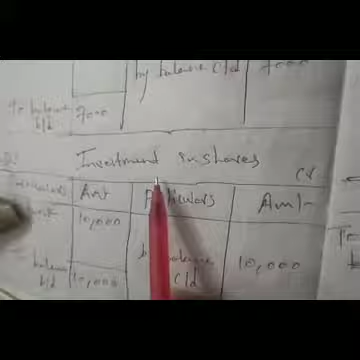 by balance c/d 7000
To balance b/d 7000
Investment in shares
Cr
Amt Particulars Amt
10,000
by balance c/d 10,000
balance b/d 10,000
To